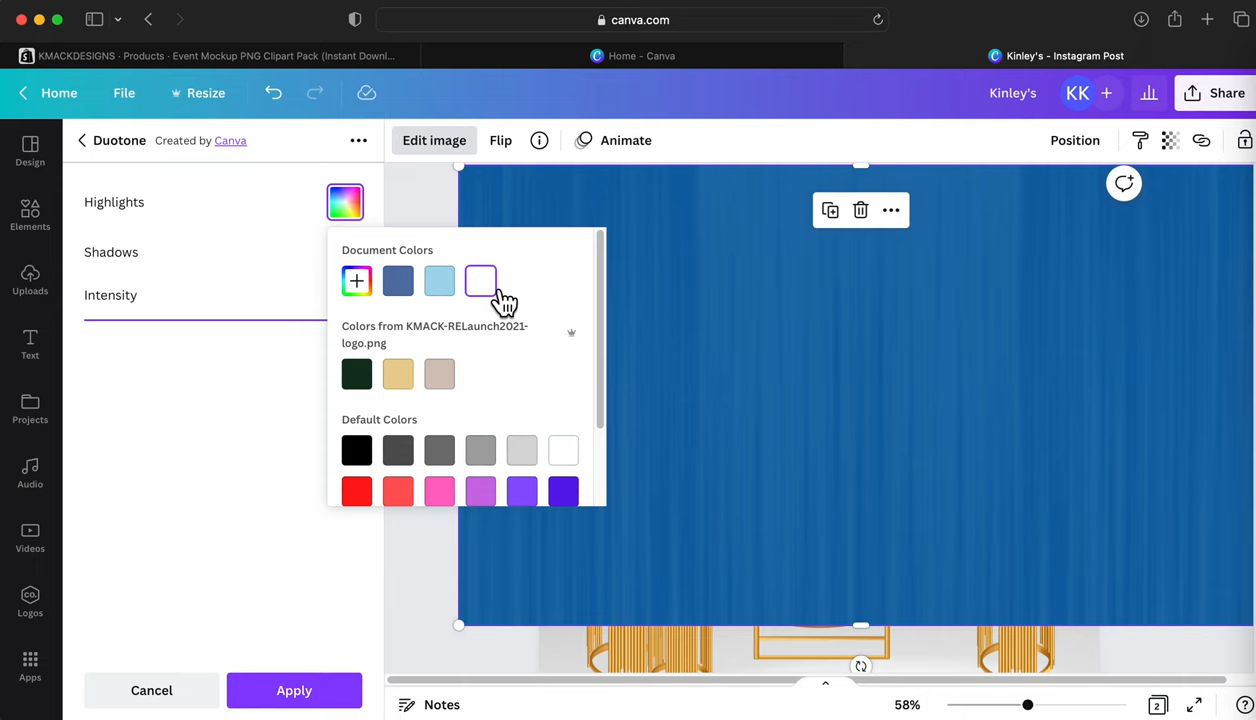 canva.com
KMACKDESIGNS · Products · Event Mockup PNG Clipart Pack (Instant Downl...
Home - Canva
Kinley's - Instagram Post
Home
File
Resize
Kinley's
KK
+
Share
Design
Elements
Uploads
Text
Projects
Audio
Videos
CO.
Logos
Apps
Duotone
Created by Canva
Edit image
Flip
Animate
Position
Highlights
Shadows
Intensity
Document Colors
Colors from KMACK-RELaunch2021-
logo.png
Default Colors
Cancel
Apply
Notes
58%
2
?